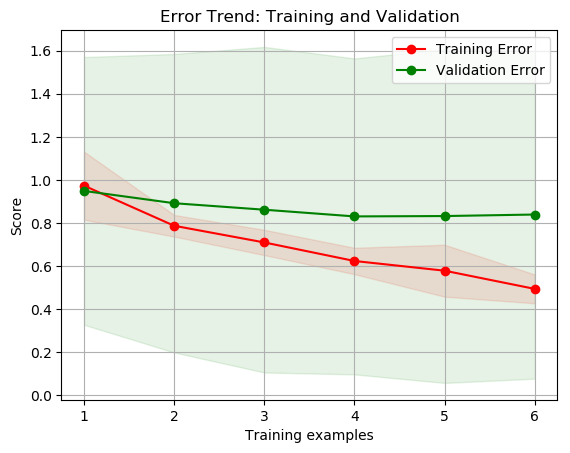 Error Trend: Training and Validation
Training Error
Validation Error
Score
1.6
1.4
1.2
1.0
0.8
0.6
0.4
0.2
0.0
1 2 3 4 5 6
Training examples